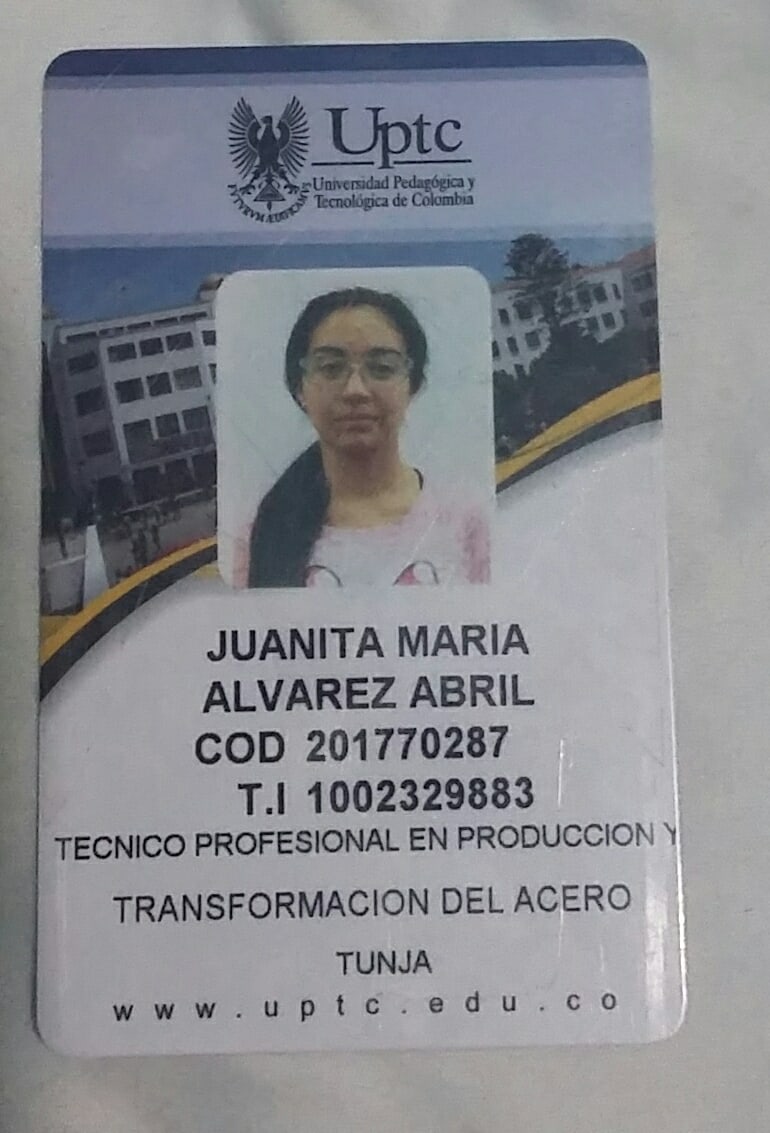 Uptc
Universidad Pedagógica y
Tecnológica de Colombia
JUANITA MARIA
ALVAREZ ABRIL
COD 201770287
T.I 1002329883
TECNICO PROFESIONAL EN PRODUCCION Y
TRANSFORMACION DEL ACERO
TUNJA
www.uptc.edu.co